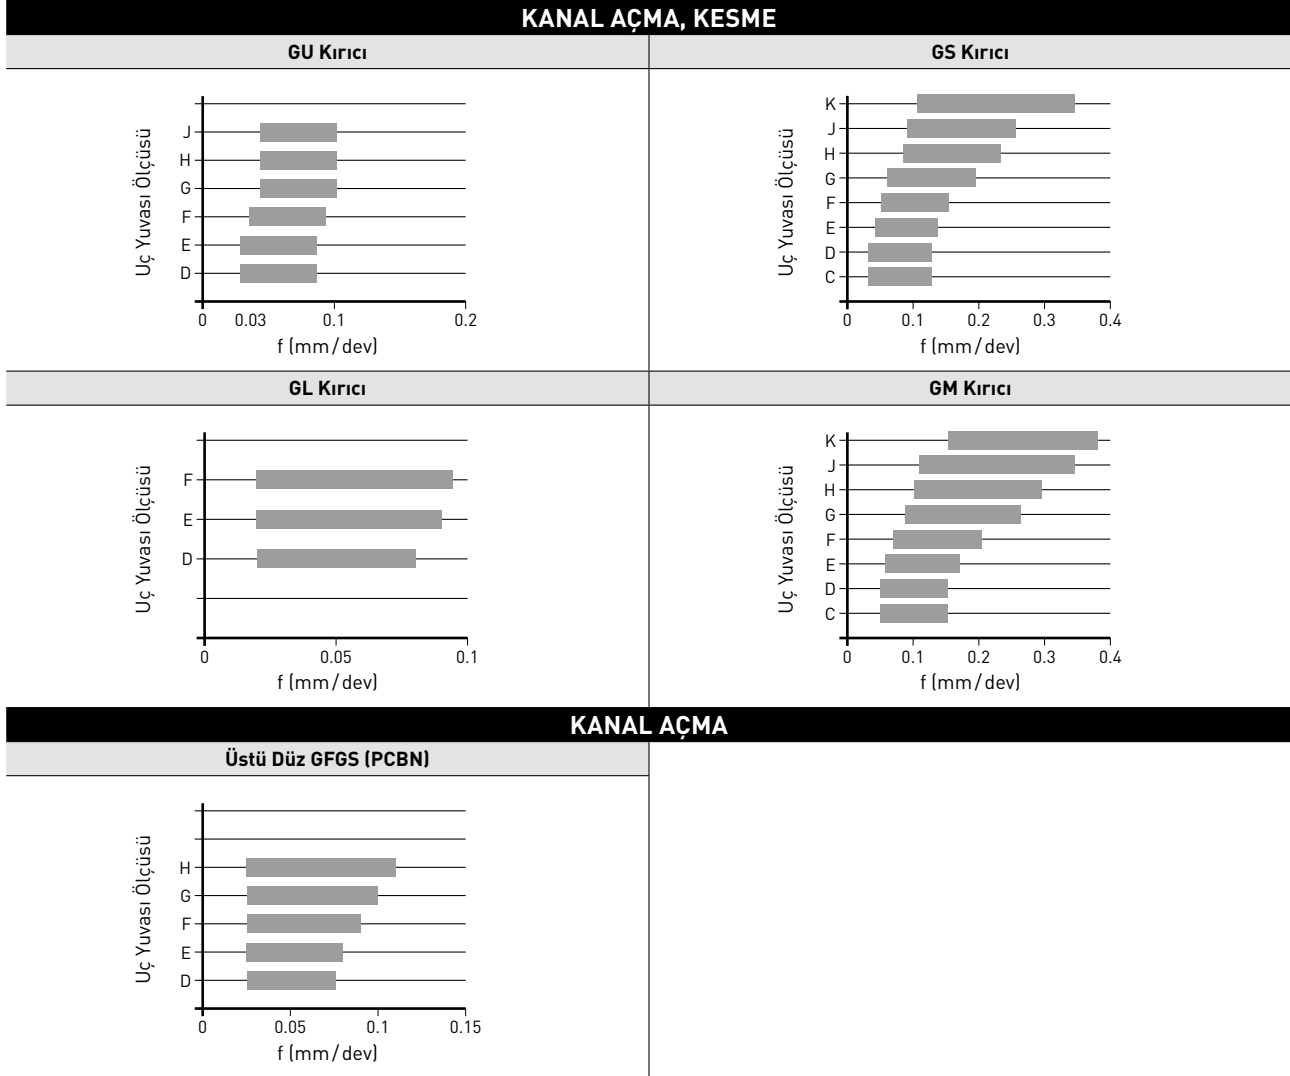 KANAL AÇMA, KESME
GU Kırıcı
Uç Yuvası Ölçüsü
J
H
G
F
E
D
0 0.03 0.1 0.2
f (mm/dev)
GS Kırıcı
Uç Yuvası Ölçüsü
K
J
H
G
F
E
D
C
0 0.1 0.2 0.3 0.4
f (mm/dev)
GL Kırıcı
Uç Yuvası Ölçüsü
F
E
D
0 0.05 0.1
f (mm/dev)
GM Kırıcı
Uç Yuvası Ölçüsü
K
J
H
G
F
E
D
C
0 0.1 0.2 0.3 0.4
f (mm/dev)
KANAL AÇMA
Üstü Düz GFGS (PCBN)
Uç Yuvası Ölçüsü
H
G
F
E
D
0 0.05 0.1 0.15
f (mm/dev)